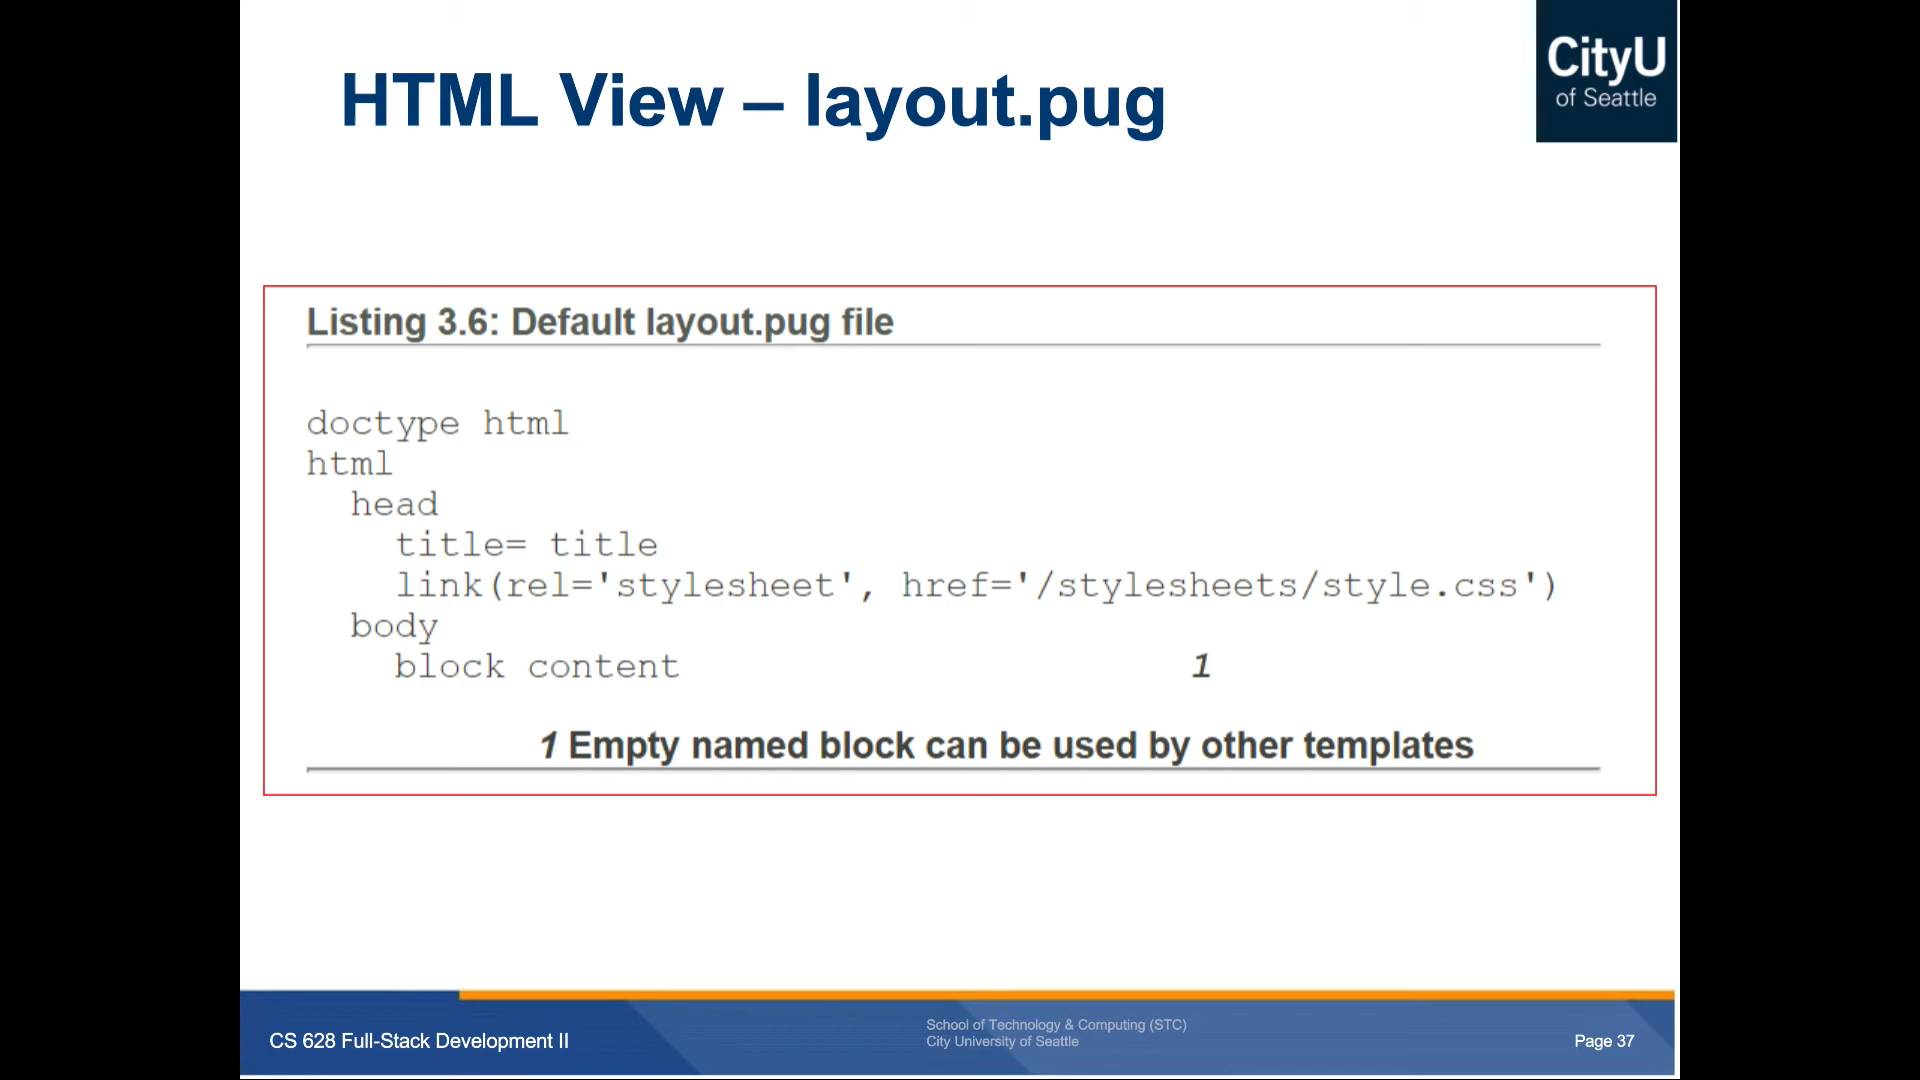 HTML View – layout.pug
CityU
of Seattle
Listing 3.6: Default layout.pug file
doctype html
html
  head
    title= title
    link(rel='stylesheet', href='/stylesheets/style.css')
  body
    block content 1
1 Empty named block can be used by other templates
CS 628 Full-Stack Development II
School of Technology & Computing (STC)
City University of Seattle
Page 37